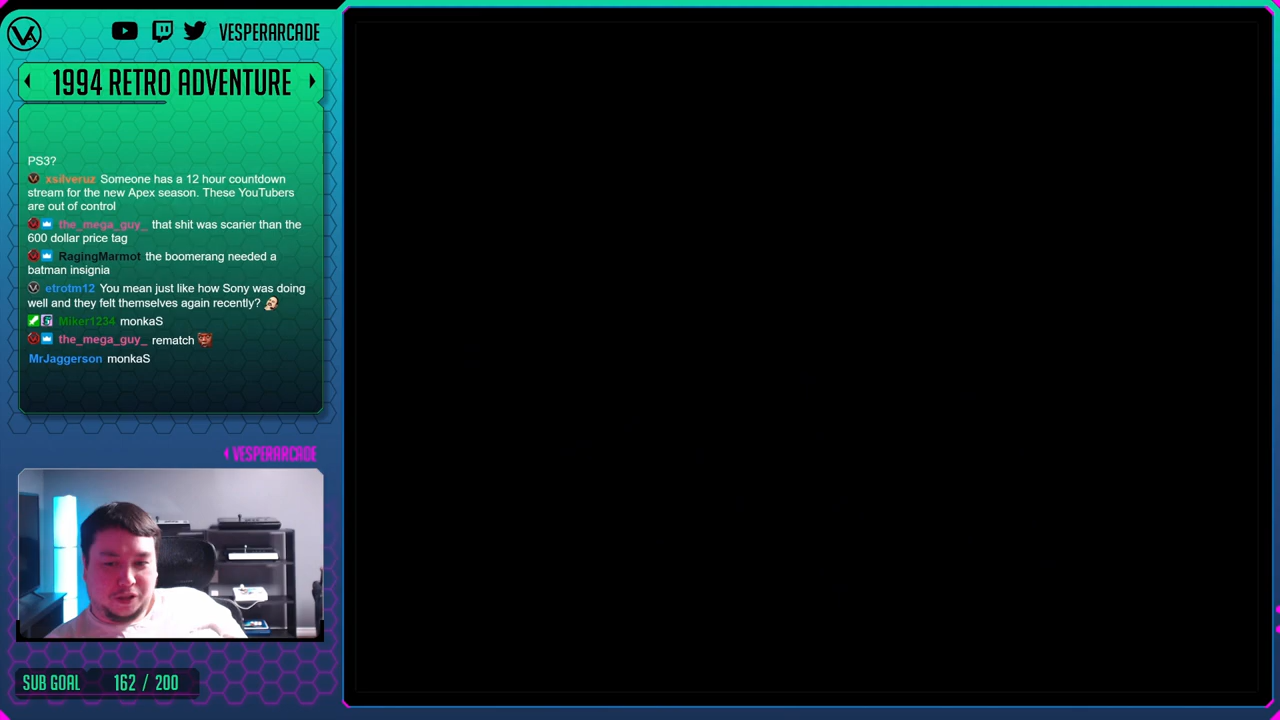 VESPERARCADE
1994 RETRO ADVENTURE
PS3?
xsilveruz Someone has a 12 hour countdown
stream for the new Apex season. These YouTubers
are out of control
the_mega_guy_ that shit was scarier than the
600 dollar price tag
RagingMarmot the boomerang needed a
batman insignia
etrotm12 You mean just like how Sony was doing
well and they felt themselves again recently?
Miker1234 monkaS
the_mega_guy_ rematch
MrJaggerson monkaS
VESPERARCADE
SUB GOAL 162 / 200